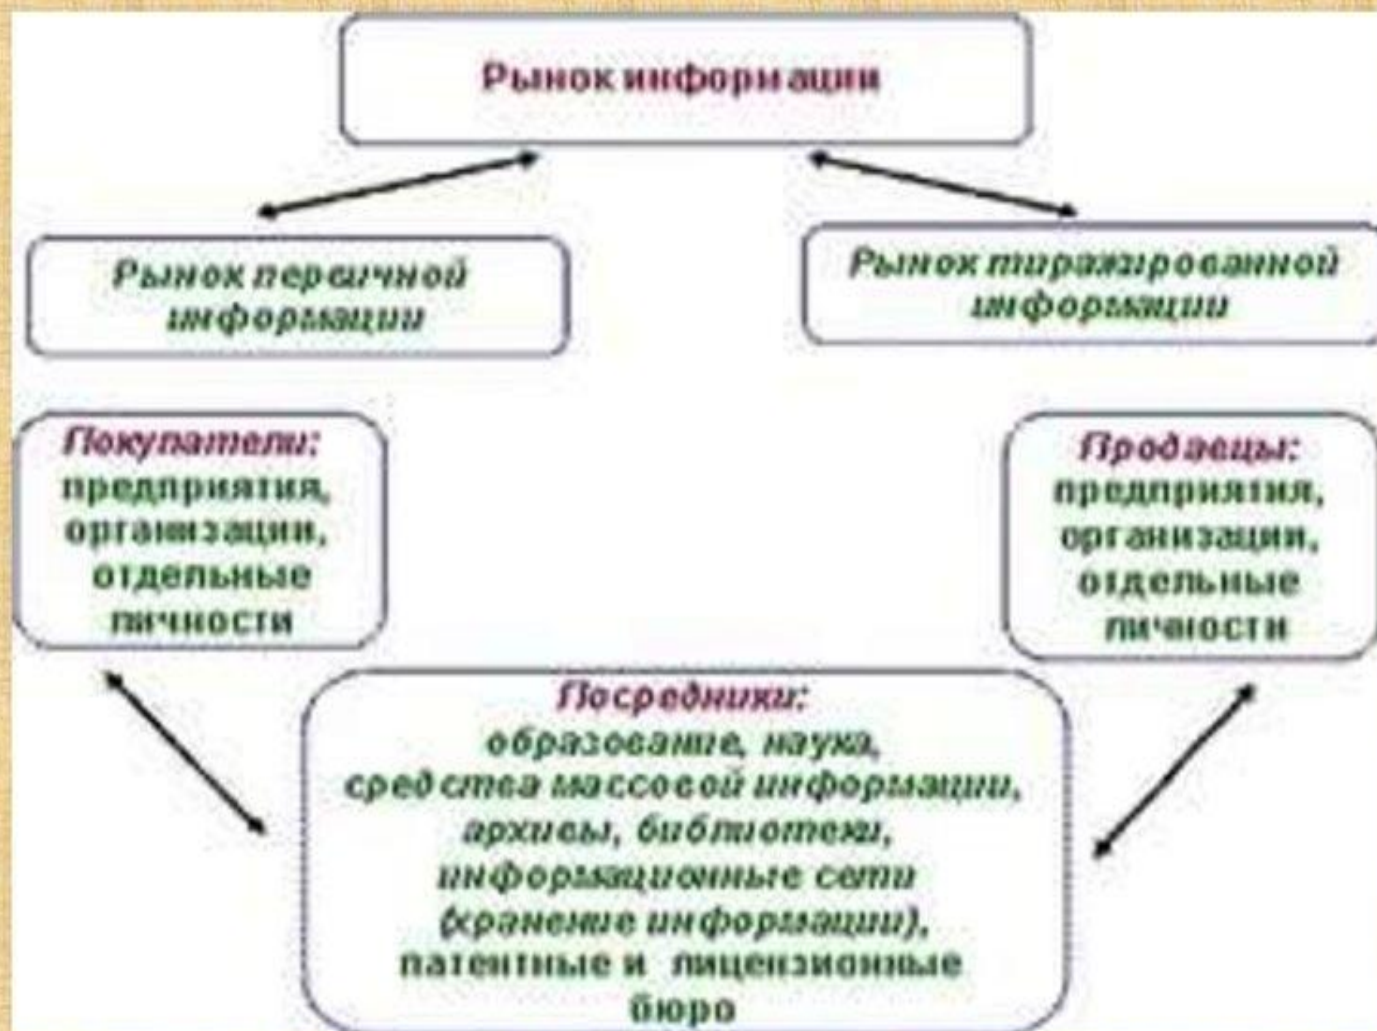 Рынок информации
Рынок первичной
информации
Рынок тиражированной
информации
Покупатели:
предприятия,
организации,
отдельные
личности
Продавцы:
предприятия,
организации,
отдельные
личности
Посредники:
образование, наука,
средства массовой информации,
архивы, библиотеки,
информационные сети
(хранение информации),
патентные и лицензионные
бюро